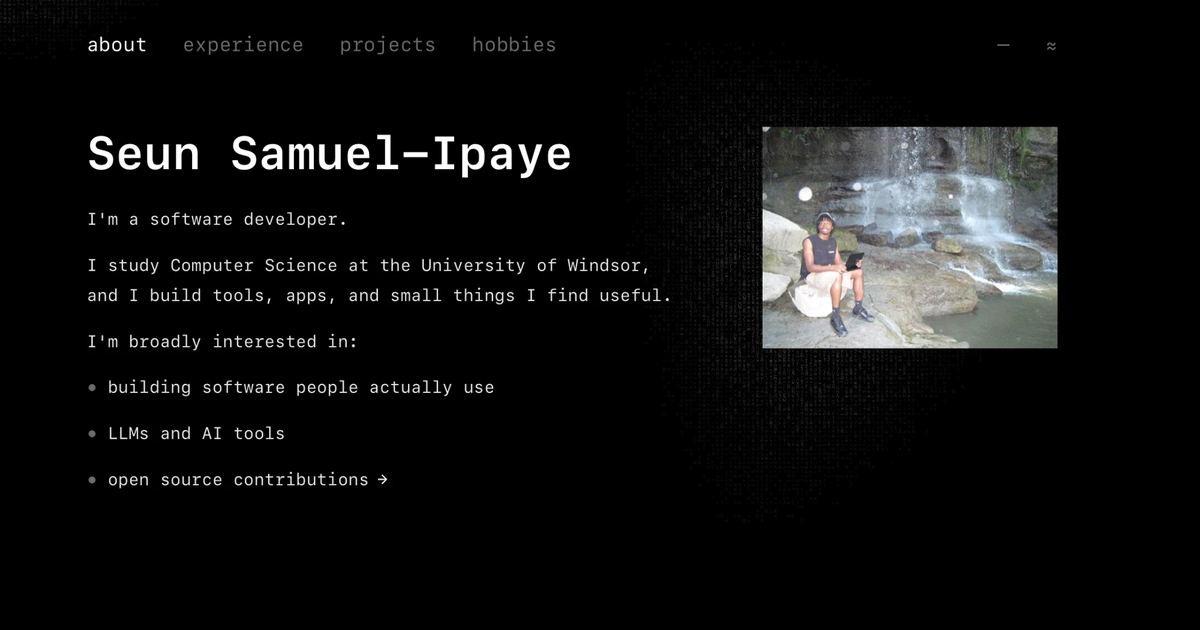 about experience projects hobbies — ≈
Seun Samuel-Ipaye
I'm a software developer.
I study Computer Science at the University of Windsor,
and I build tools, apps, and small things I find useful.
I'm broadly interested in:
• building software people actually use
• LLMs and AI tools
• open source contributions →